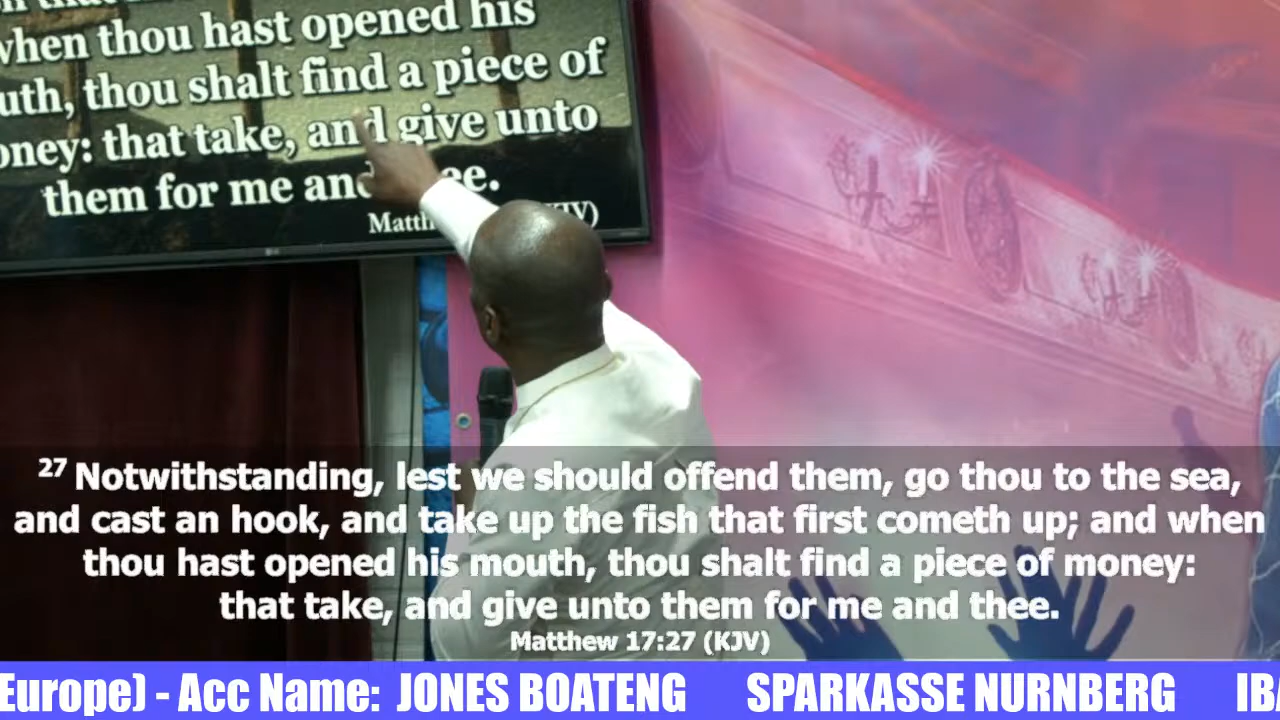 when thou hast opened his
uth, thou shalt find a piece of
oney: that take, and give unto
them for me and ee.
Matth KJV)
27 Notwithstanding, lest we should offend them, go thou to the sea,
and cast an hook, and take up the fish that first cometh up; and when
thou hast opened his mouth, thou shalt find a piece of money:
that take, and give unto them for me and thee.
Matthew 17:27 (KJV)
Europe) - Acc Name: JONES BOATENG SPARKASSE NURNBERG IBA